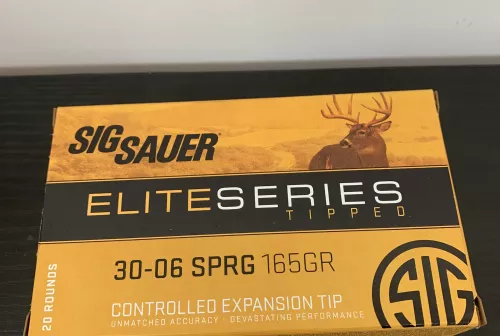 SIG SAUER
ELITE SERIES
TIPPED
30-06 SPRG 165GR
CONTROLLED EXPANSION TIP
UNMATCHED ACCURACY - DEVASTATING PERFORMANCE
20 ROUNDS
SIG